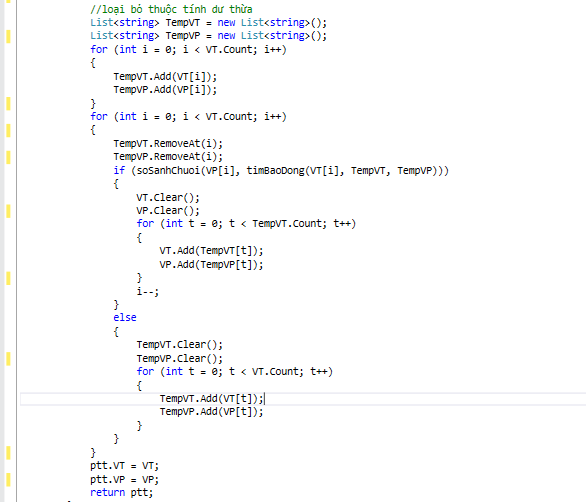 //loại bỏ thuộc tính dư thừa
List<string> TempVT = new List<string>();
List<string> TempVP = new List<string>();
for (int i = 0; i < VT.Count; i++)
{
TempVT.Add(VT[i]);
TempVP.Add(VP[i]);
}
for (int i = 0; i < VT.Count; i++)
{
TempVT.RemoveAt(i);
TempVP.RemoveAt(i);
if (soSanhChuoi(VP[i], timBaoDong(VT[i], TempVT, TempVP)))
{
VT.Clear();
VP.Clear();
for (int t = 0; t < TempVT.Count; t++)
{
VT.Add(TempVT[t]);
VP.Add(TempVP[t]);
}
i--;
}
else
{
TempVT.Clear();
TempVP.Clear();
for (int t = 0; t < VT.Count; t++)
{
TempVT.Add(VT[t]);
TempVP.Add(VP[t]);
}
}
}
ptt.VT = VT;
ptt.VP = VP;
return ptt;